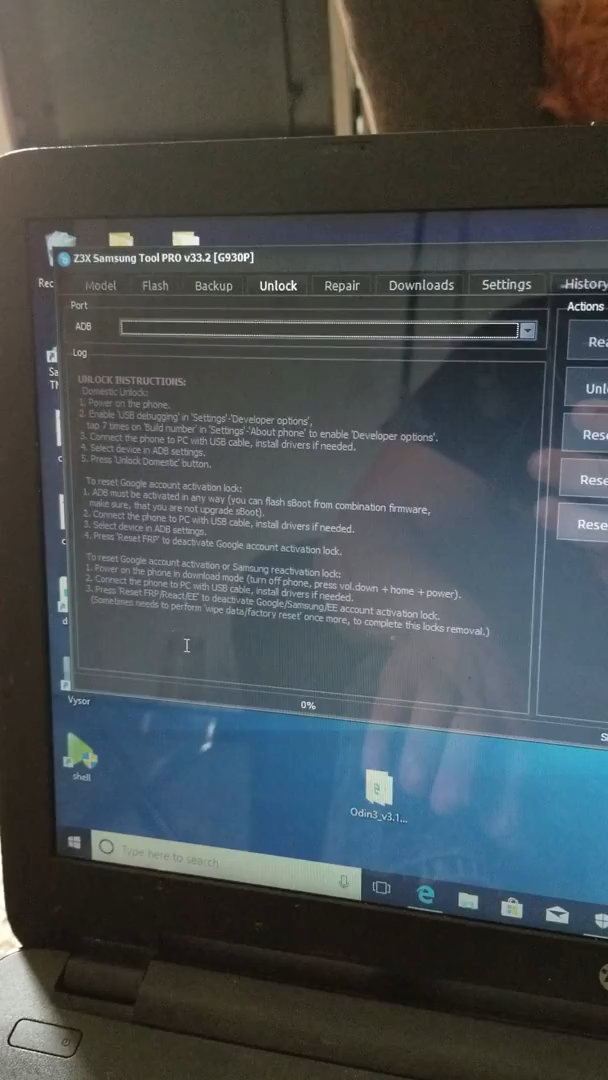 Z3X Samsung Tool PRO v33.2 [G930P]
Model Flash Backup Unlock Repair Downloads Settings History
Port
Actions
ADB
Log
UNLOCK INSTRUCTIONS:
Domestic Unlock:
1. Power on the phone.
2. Enable 'USB debugging' in 'Settings'-'Developer options',
tap 7 times on 'Build number' in 'Settings'-'About phone' to enable 'Developer options'.
3. Connect the phone to PC with USB cable, install drivers if needed.
4. Select device in ADB settings.
5. Press 'Unlock Domestic' button.
To reset Google account activation lock:
1. ADB must be activated in any way (you can flash sBoot from combination firmware,
make sure, that you are not upgrade sBoot).
2. Connect the phone to PC with USB cable, install drivers if needed.
3. Select device in ADB settings.
4. Press 'Reset FRP' to deactivate Google account activation lock.
To reset Google account activation or Samsung reactivation lock:
1. Power on the phone in download mode (turn off phone, press vol.down + home + power).
2. Connect the phone to PC with USB cable, install drivers if needed.
3. Press 'Reset FRP/React/EE' to deactivate Google/Samsung/EE account activation lock.
(Sometimes needs to perform 'wipe data/factory reset' once more, to complete this locks removal.)
0%
Rea
Unl
Rese
Rese
Rese
Rec
Sa
Vysor
shell
Odin3_v3.1...
Type here to search